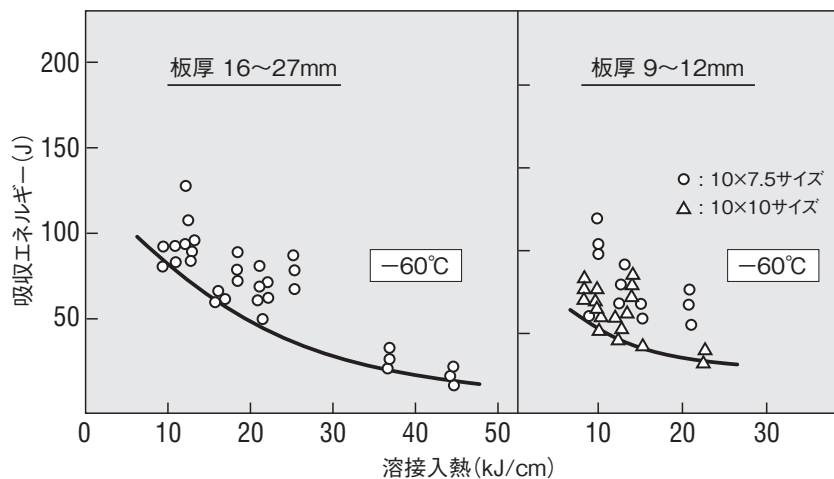 吸収エネルギー(J)
200
150
100
50
板厚 16～27mm
－60℃
板厚 9～12mm
○ : 10×7.5サイズ
△ : 10×10サイズ
－60℃
0 10 20 30 40 50 10 20 30
溶接入熱(kJ/cm)